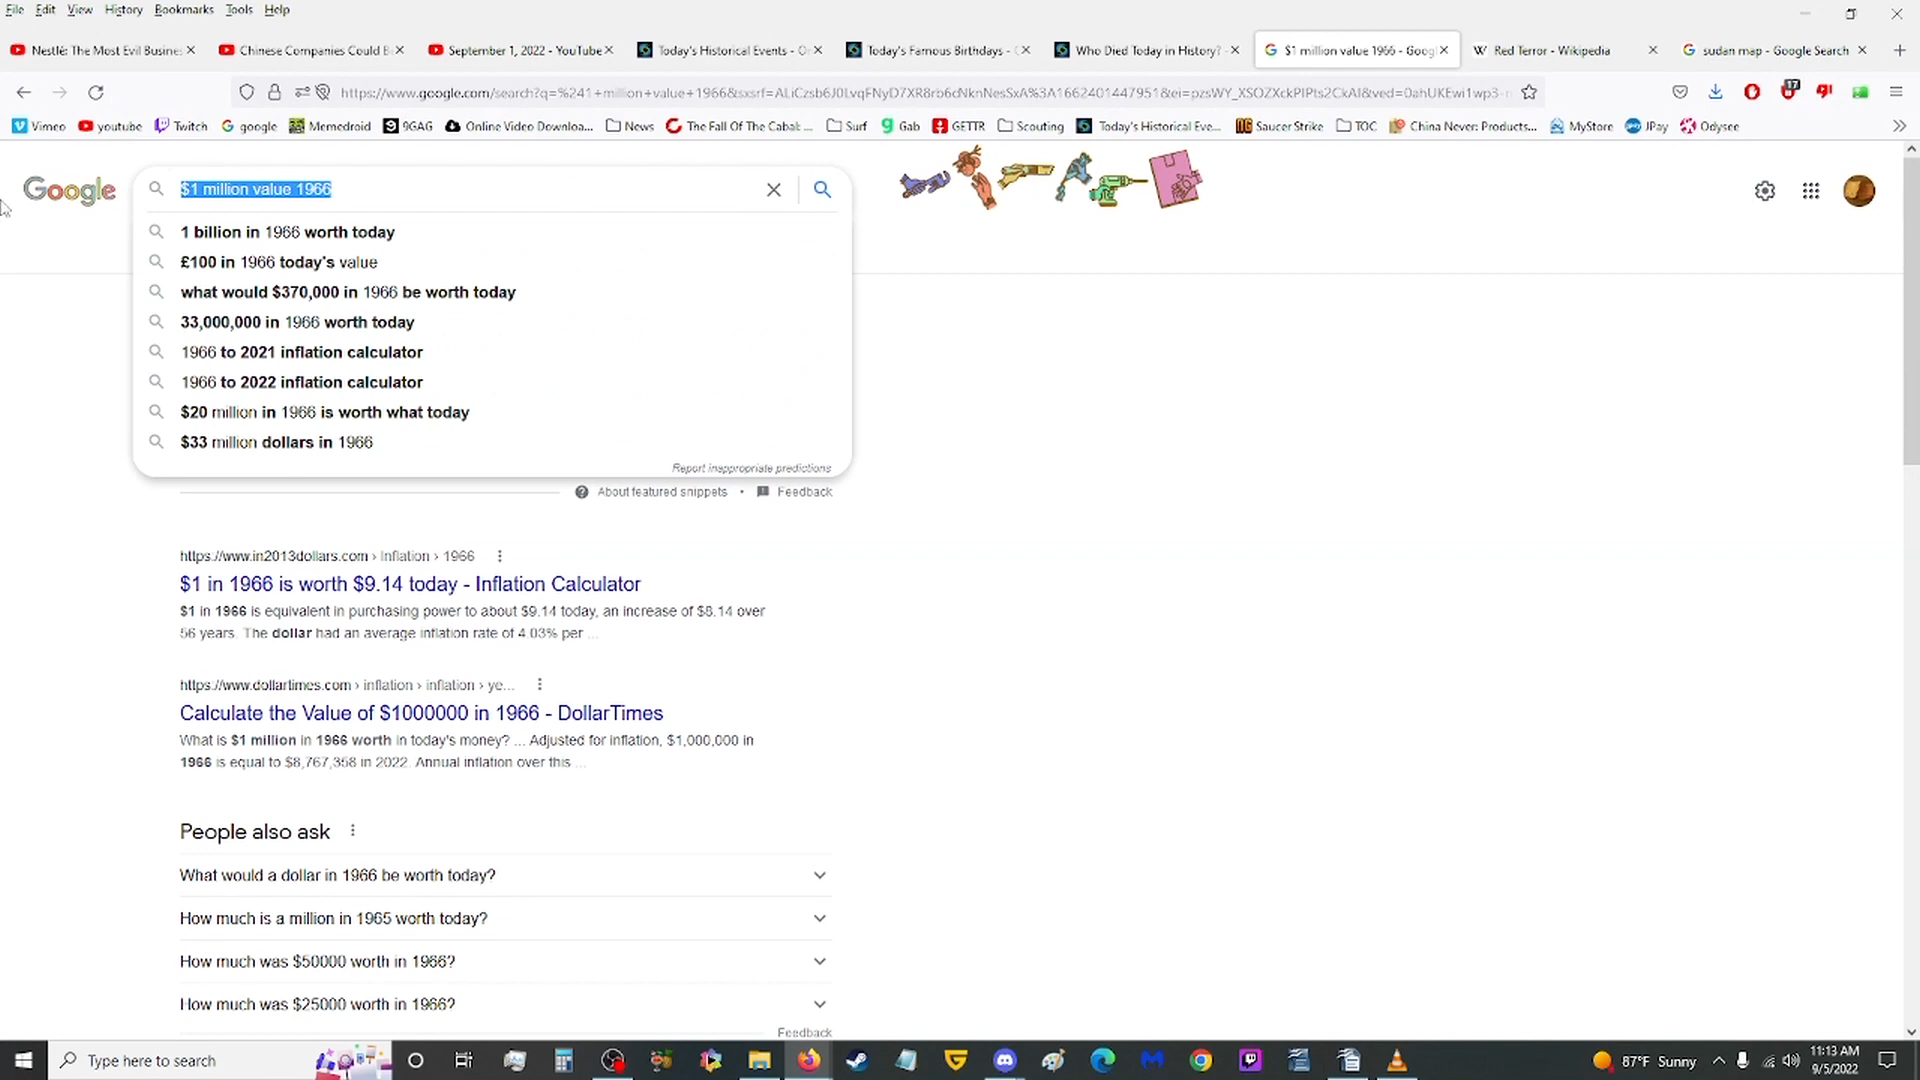 File Edit View History Bookmarks Tools Help
Nestlé: The Most Evil Busine:
Chinese Companies Could B
September 1, 2022 - YouTube
Today's Historical Events - O
Today's Famous Birthdays -
Who Died Today in History? -
$1 million value 1966 - Goog
Red Terror - Wikipedia
sudan map - Google Search
https://www.google.com/search?q=%241+million+value+1966&sxsrf=
17
Vimeo youtube Twitch google Memedroid 9GAG Online Video Downloa... News The Fall Of The Cabal -... Surf Gab GETTR Scouting Today's Historical Eve... Saucer Strike TOC China Never: Products... MyStore JPay Odysee
Google
$1 million value 1966
1 billion in 1966 worth today
£100 in 1966 today's value
what would $370,000 in 1966 be worth today
33,000,000 in 1966 worth today
1966 to 2021 inflation calculator
1966 to 2022 inflation calculator
$20 million in 1966 is worth what today
$33 million dollars in 1966
Report inappropriate predictions
About featured snippets • Feedback
https://www.in2013dollars.com › Inflation › 1966
$1 in 1966 is worth $9.14 today - Inflation Calculator
$1 in 1966 is equivalent in purchasing power to about $9.14 today, an increase of $8.14 over
56 years. The dollar had an average inflation rate of 4.03% per ...
https://www.dollartimes.com › inflation › inflation › ye...
Calculate the Value of $1000000 in 1966 - DollarTimes
What is $1 million in 1966 worth in today's money? ... Adjusted for inflation, $1,000,000 in
1966 is equal to $8,767,358 in 2022. Annual inflation over this ...
People also ask
What would a dollar in 1966 be worth today?
How much is a million in 1965 worth today?
How much was $50000 worth in 1966?
How much was $25000 worth in 1966?
Feedback
Type here to search
87°F Sunny
11:13 AM
9/5/2022